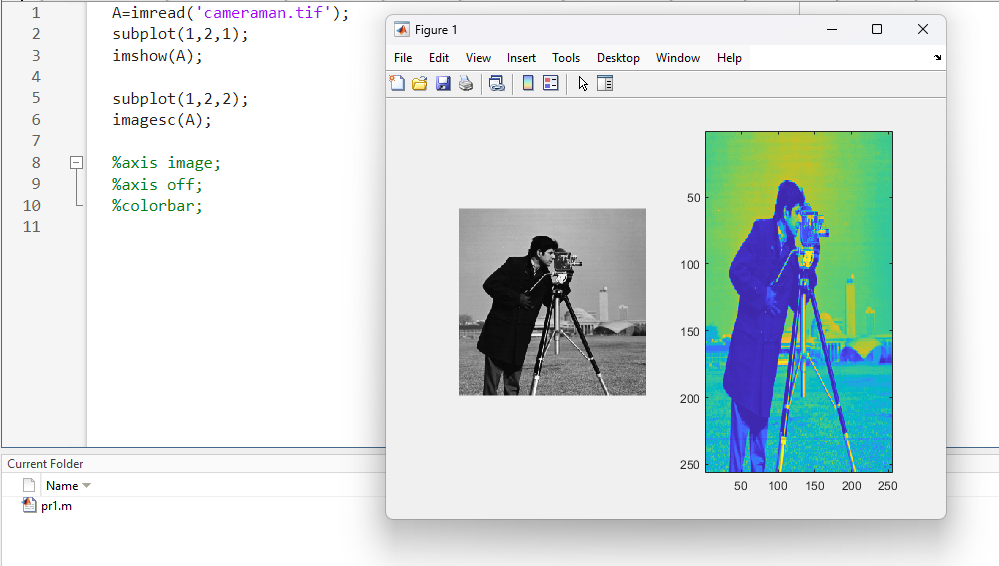 1 A=imread('cameraman.tif');
2 subplot(1,2,1);
3 imshow(A);
4
5 subplot(1,2,2);
6 imagesc(A);
7
8 %axis image;
9 %axis off;
10 %colorbar;
11
Figure 1
File Edit View Insert Tools Desktop Window Help
50
100
150
200
250
50 100 150 200 250
Current Folder
Name
pr1.m